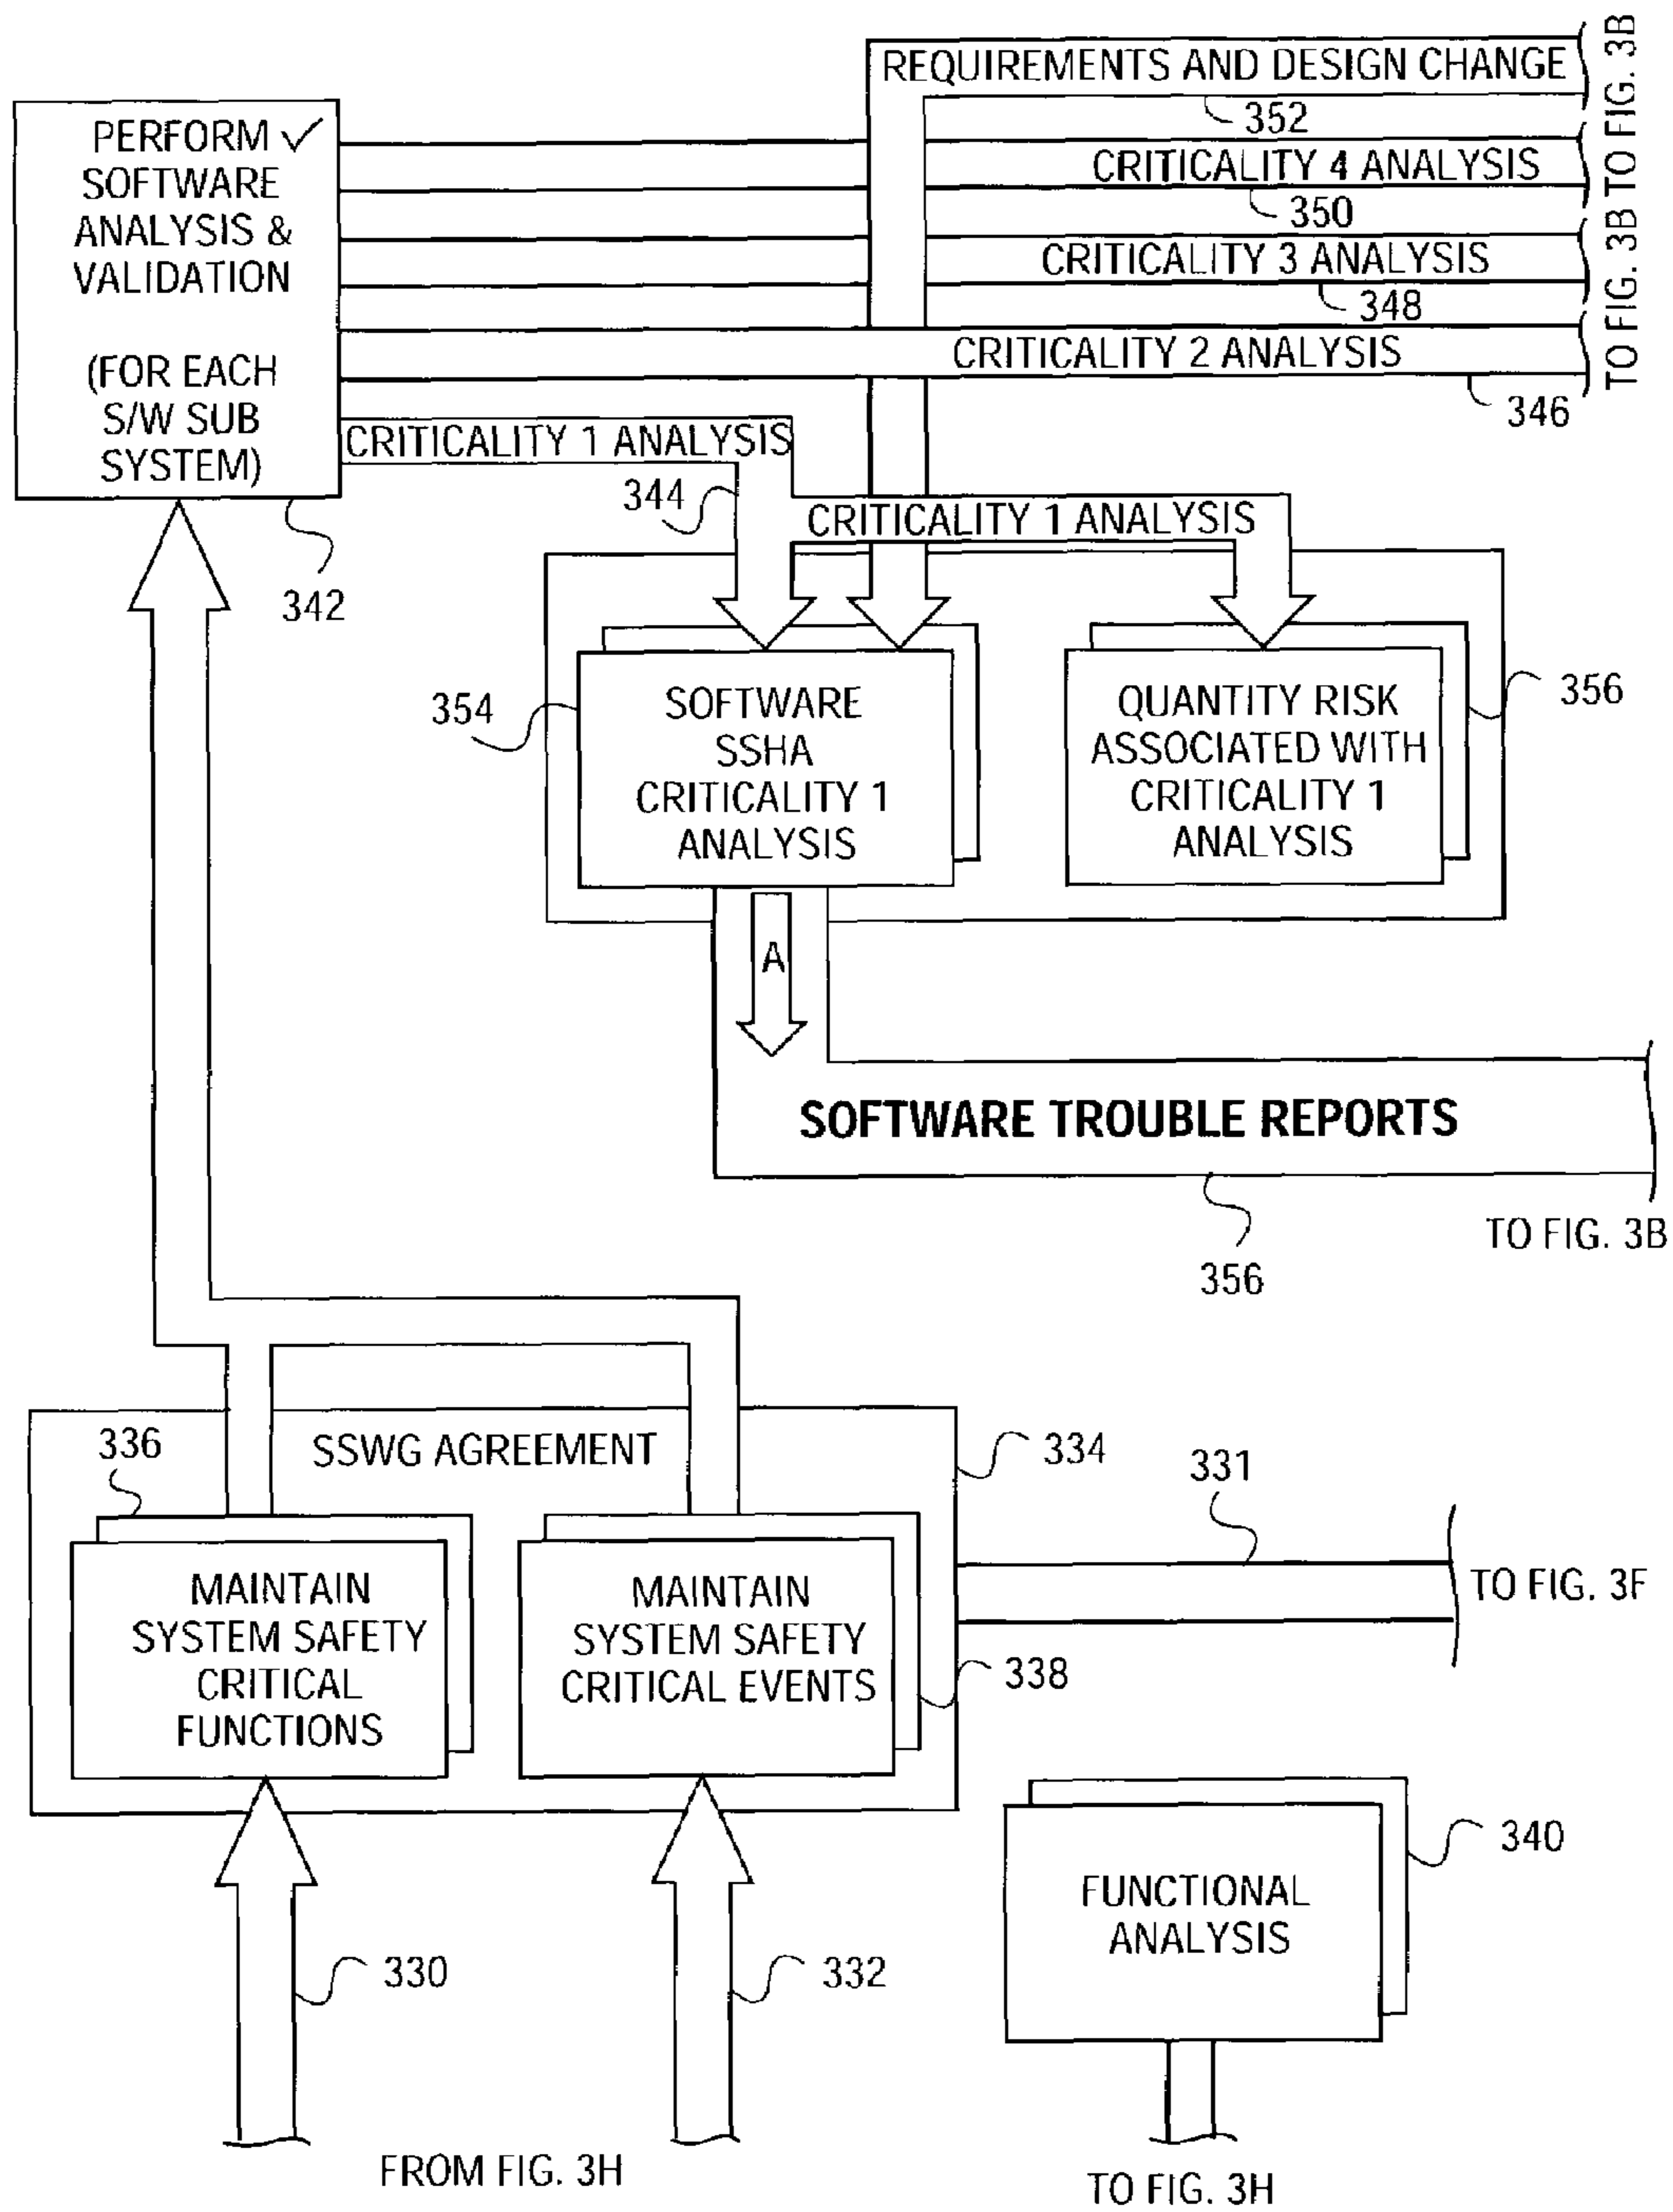 REQUIREMENTS AND DESIGN CHANGE
352
TO FIG. 3B TO FIG. 3B
PERFORM ✓
SOFTWARE
ANALYSIS &
VALIDATION
(FOR EACH
S/W SUB
SYSTEM)
342
CRITICALITY 4 ANALYSIS
350
CRITICALITY 3 ANALYSIS
348
CRITICALITY 2 ANALYSIS
346
CRITICALITY 1 ANALYSIS
344
CRITICALITY 1 ANALYSIS
354
SOFTWARE
SSHA
CRITICALITY 1
ANALYSIS
QUANTITY RISK
ASSOCIATED WITH
CRITICALITY 1
ANALYSIS
356
A
SOFTWARE TROUBLE REPORTS
TO FIG. 3B
356
336
SSWG AGREEMENT
334
331
MAINTAIN
SYSTEM SAFETY
CRITICAL
FUNCTIONS
MAINTAIN
SYSTEM SAFETY
CRITICAL EVENTS
338
TO FIG. 3F
340
FUNCTIONAL
ANALYSIS
330
332
FROM FIG. 3H
TO FIG. 3H